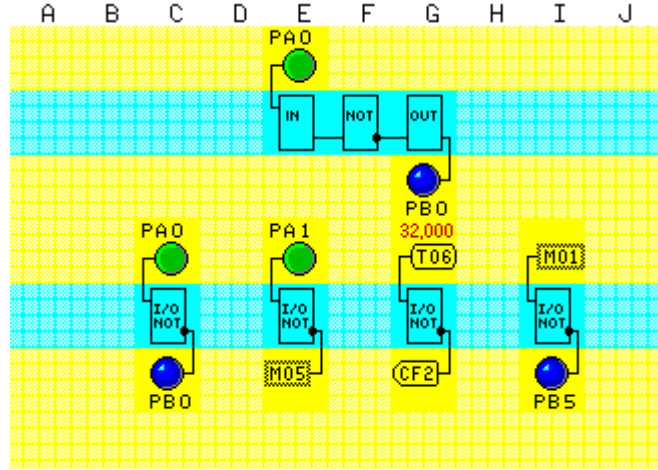 A B C D E F G H I J
PA0
IN NOT OUT
PB0
PA0 PA1 32,000
T06 M01
I/O I/O I/O I/O
NOT NOT NOT NOT
M05 CF2
PB0 PB5